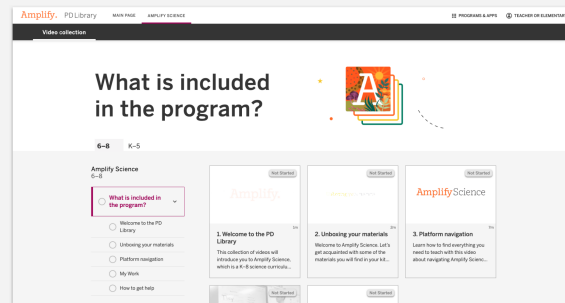 Amplify. PD Library MAIN PAGE AMPLIFY SCIENCE PROGRAMS & APPS TEACHER OR ELEMENTAR
Video collection
What is included
in the program?
6–8 K–5
Amplify Science
6–8
What is included in
the program?
Welcome to the PD
Library
Unboxing your materials
Platform navigation
My Work
How to get help
Not Started
Amplify.
1. Welcome to the PD
Library
This collection of videos will
introduce you to Amplify Science,
which is a K–8 science curriculu...
Not Started
2. Unboxing your materials
Welcome to Amplify Science. Let's
get acquainted with some of the
materials you will find in your kit...
Not Started
AmplifyScience
3. Platform navigation
Learn how to find everything you
need to teach with this video
about navigating Amplify Scienc...
Not Started
Not Started